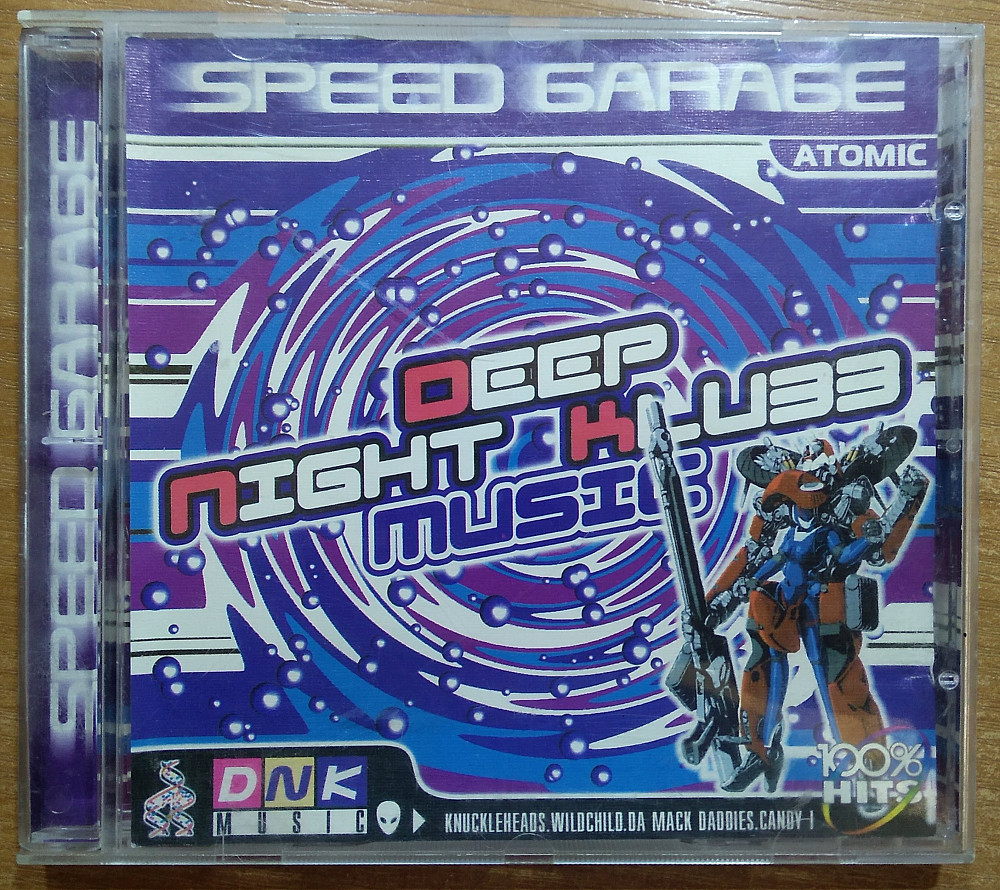 SPEED GARAGE
SPEED GARAGE
ATOMIC
DEEP
NIGHT KLUBB
MUSIC
100%
HITS
DNK
MUSIC
KNUCKLEHEADS.WILDCHILD.DA MACK DADDIES.CANDY